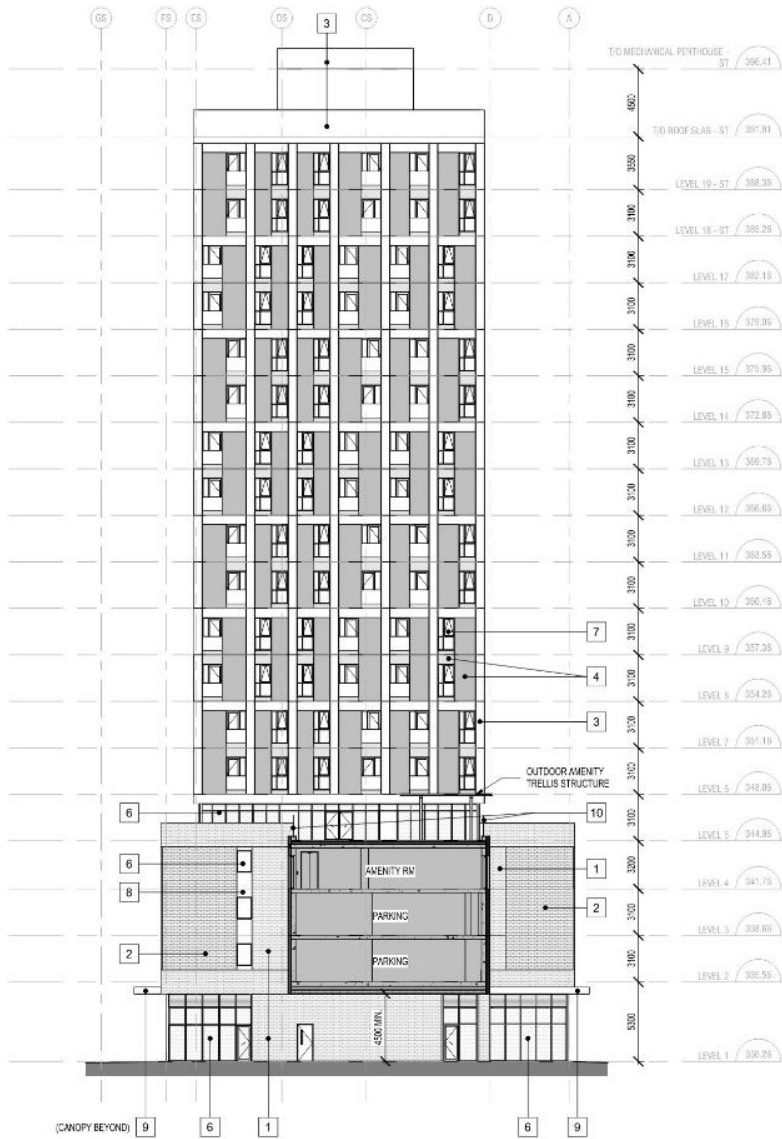 GS FS ES DS CS B A
3
T/O MECHANICAL PENTHOUSE -
ST
396.41
4500
3
T/O ROOF SLAB - ST 391.91
3550
LEVEL 19 - ST 388.36
3100
LEVEL 18 - ST 385.26
3100
LEVEL 17 382.16
3100
LEVEL 16 379.06
3100
LEVEL 15 375.96
3100
LEVEL 14 372.86
3100
LEVEL 13 369.76
3100
LEVEL 12 366.66
3100
LEVEL 11 363.56
3100
LEVEL 10 360.46
7
3100
LEVEL 9 357.36
4
3100
LEVEL 8 354.26
3
3100
LEVEL 7 351.16
3100
LEVEL 6 348.06
OUTDOOR AMENITY
TRELLIS STRUCTURE
6
10
3100
LEVEL 5 344.96
6
AMENITY RM
1
3200
LEVEL 4 341.76
8
PARKING
2
3100
LEVEL 3 338.66
2
PARKING
3100
LEVEL 2 335.56
4500 MIN.
5300
LEVEL 1 330.26
(CANOPY BEYOND) 9 6 1 6 9